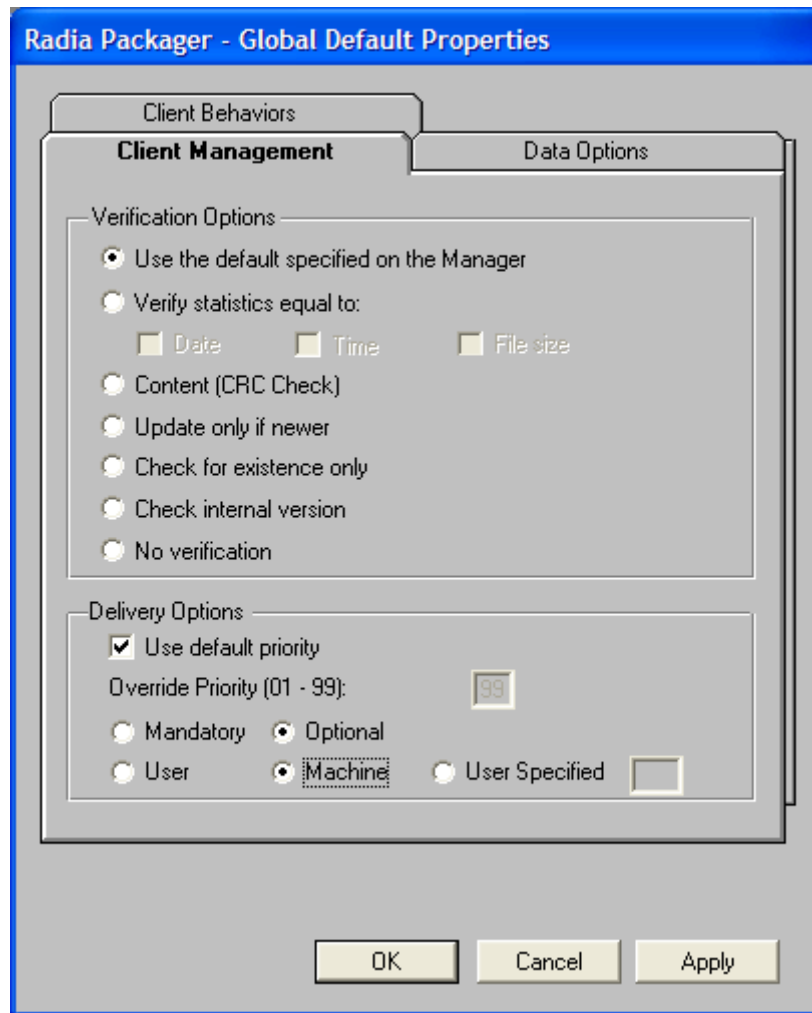 Radia Packager - Global Default Properties
Client Behaviors
Client Management Data Options
Verification Options
Use the default specified on the Manager
Verify statistics equal to:
Date Time File size
Content (CRC Check)
Update only if newer
Check for existence only
Check internal version
No verification
Delivery Options
Use default priority
Override Priority (01 - 99): 99
Mandatory Optional
User Machine User Specified
OK Cancel Apply